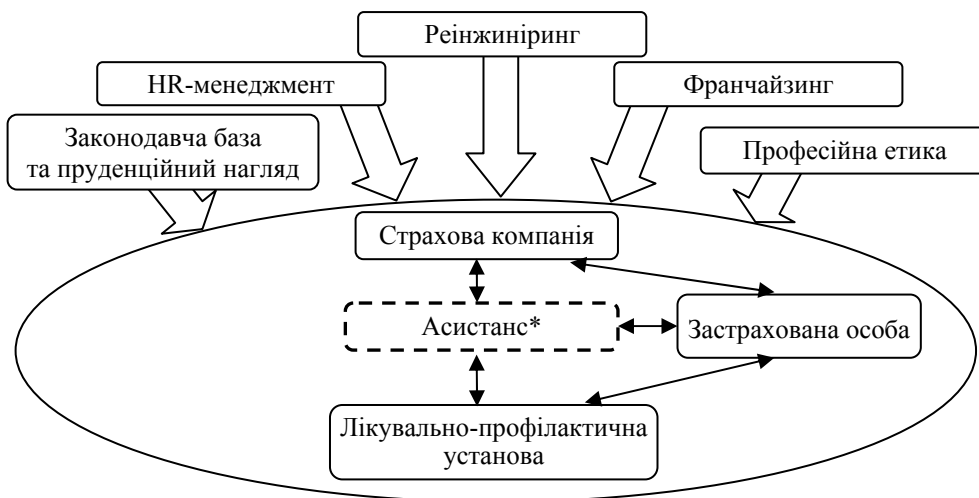 Реінжиніринг
HR-менеджмент
Франчайзинг
Законодавча база
та пруденційний нагляд
Професійна етика
Страхова компанія
Асистанс*
Застрахована особа
Лікувально-профілактична
установа